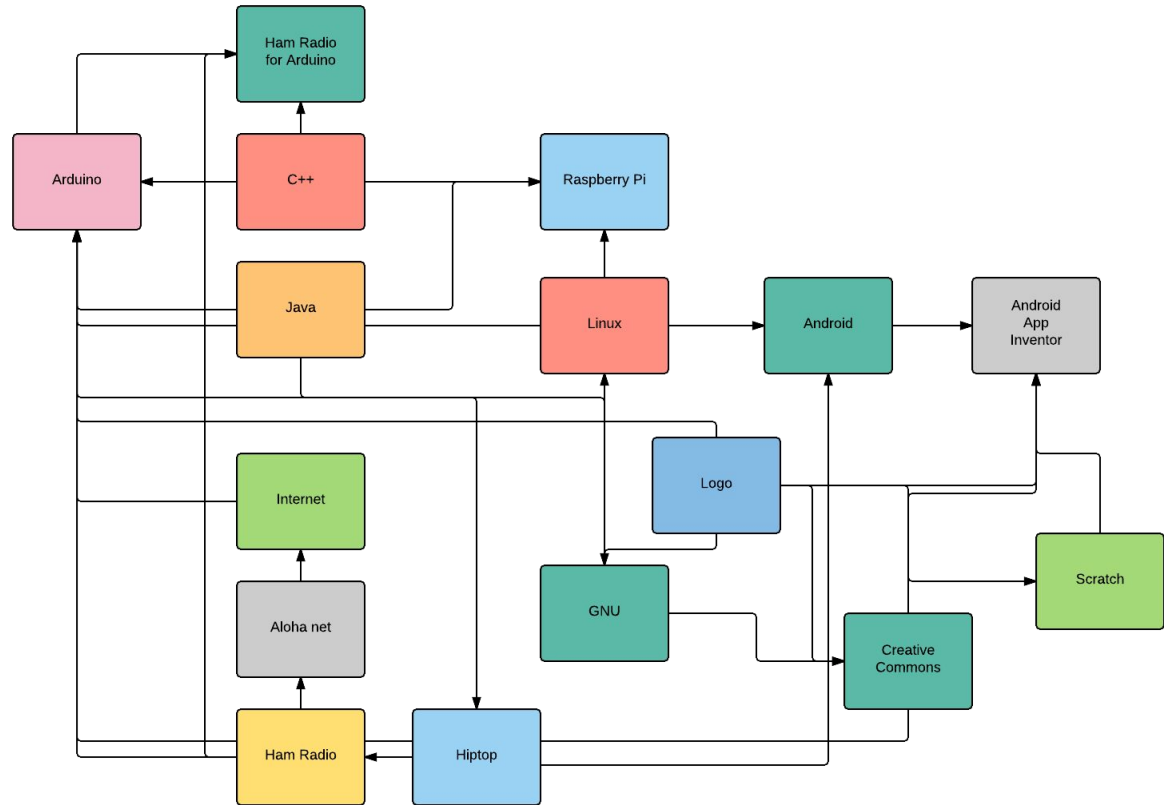 Ham Radio
for Arduino
Arduino
C++
Raspberry Pi
Java
Linux
Android
Android
App
Inventor
Logo
Internet
Scratch
GNU
Aloha net
Creative
Commons
Ham Radio
Hiptop